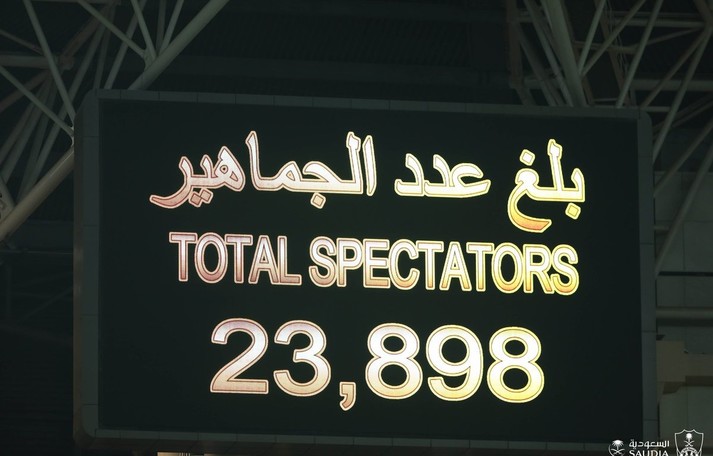 بلغ عدد الجماهير
TOTAL SPECTATORS
23,898
السعودية
SAUDIA